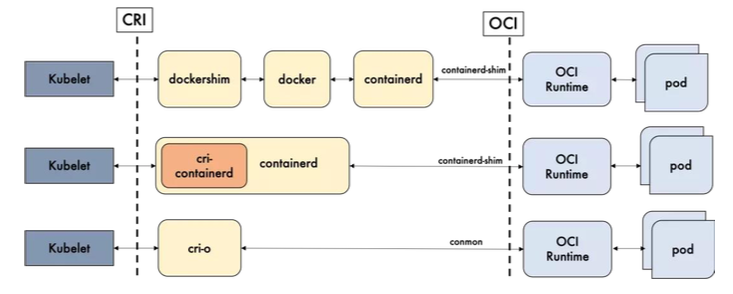 CRI
OCI
Kubelet
dockershim
docker
containerd
containerd-shim
OCI
Runtime
pod
Kubelet
cri-
containerd
containerd
containerd-shim
OCI
Runtime
pod
Kubelet
cri-o
conmon
OCI
Runtime
pod